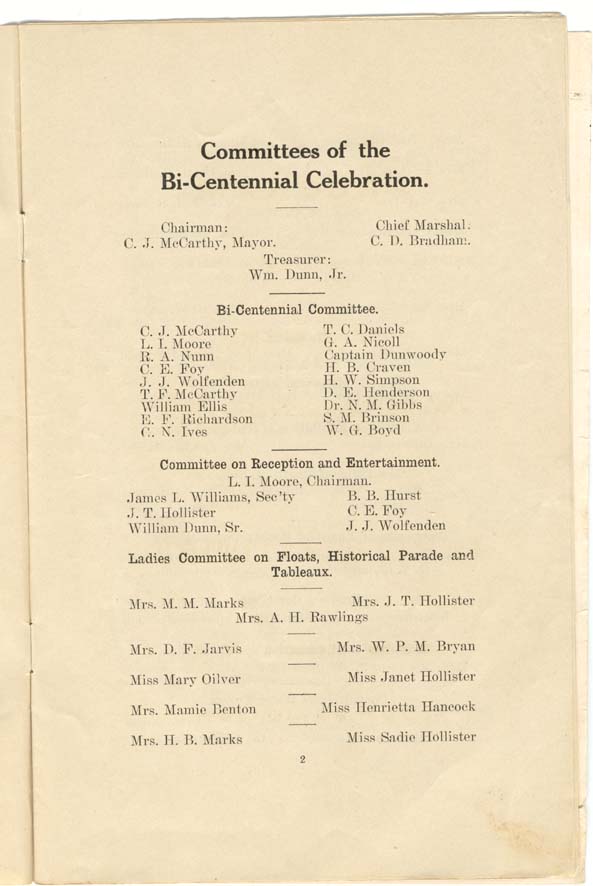 Committees of the
Bi-Centennial Celebration.
Chairman: Chief Marshal:
C. J. McCarthy, Mayor. C. D. Bradham.
Treasurer:
Wm. Dunn, Jr.
Bi-Centennial Committee.
C. J. McCarthy T. C. Daniels
L. I. Moore G. A. Nicoll
R. A. Nunn Captain Dunwoody
C. E. Foy H. B. Craven
J. J. Wolfenden H. W. Simpson
T. F. McCarthy D. E. Henderson
William Ellis Dr. N. M. Gibbs
E. F. Richardson S. M. Brinson
C. N. Ives W. G. Boyd
Committee on Reception and Entertainment.
L. I. Moore, Chairman.
James L. Williams, Sec'ty B. B. Hurst
J. T. Hollister C. E. Foy
William Dunn, Sr. J. J. Wolfenden
Ladies Committee on Floats, Historical Parade and
Tableaux.
Mrs. M. M. Marks Mrs. J. T. Hollister
Mrs. A. H. Rawlings
Mrs. D. F. Jarvis Mrs. W. P. M. Bryan
Miss Mary Oilver Miss Janet Hollister
Mrs. Mamie Benton Miss Henrietta Hancock
Mrs. H. B. Marks Miss Sadie Hollister
2